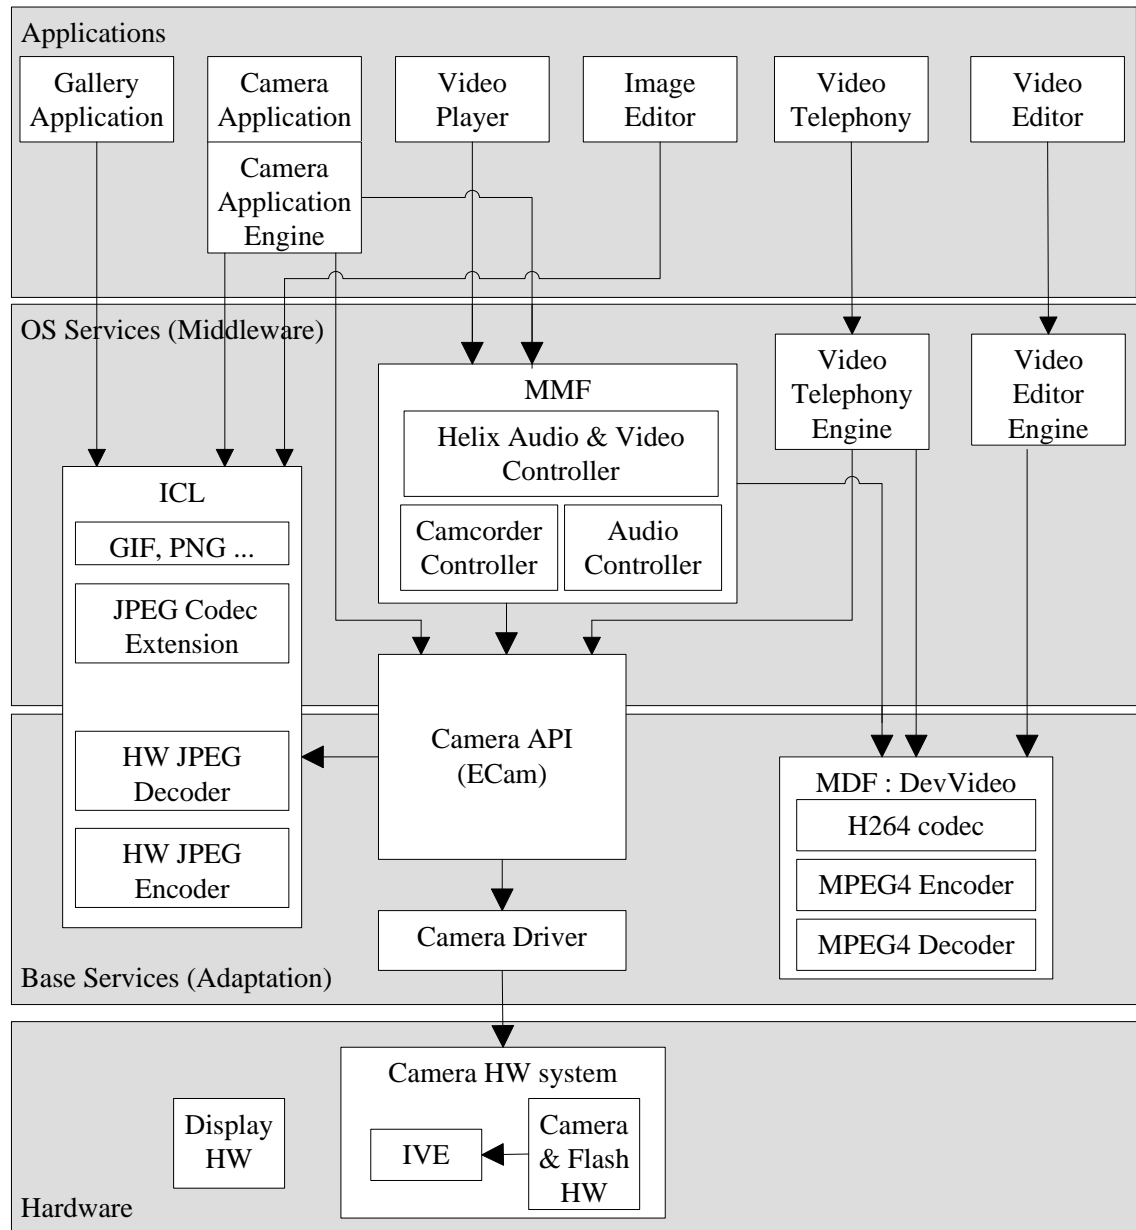 Applications
Gallery
Application
Camera
Application
Camera
Application
Engine
Video
Player
Image
Editor
Video
Telephony
Video
Editor
OS Services (Middleware)
MMF
Helix Audio & Video
Controller
Camcorder
Controller
Audio
Controller
Video
Telephony
Engine
Video
Editor
Engine
ICL
GIF, PNG ...
JPEG Codec
Extension
HW JPEG
Decoder
HW JPEG
Encoder
Camera API
(ECam)
MDF : DevVideo
H264 codec
MPEG4 Encoder
MPEG4 Decoder
Camera Driver
Base Services (Adaptation)
Camera HW system
Display
HW
IVE
Camera
& Flash
HW
Hardware